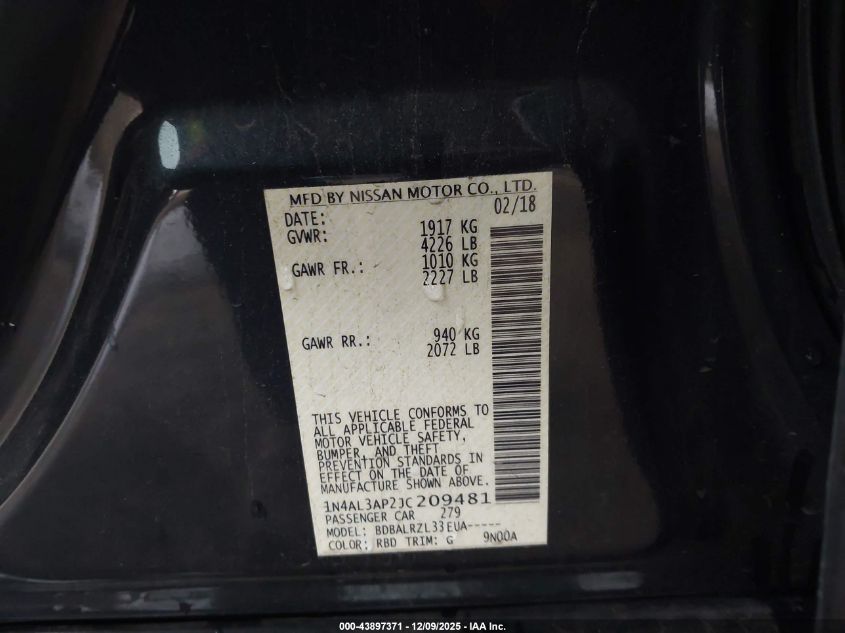 MFD BY NISSAN MOTOR CO., LTD.
DATE: 02/18
GVWR: 1917 KG
4226 LB
GAWR FR.: 1010 KG
2227 LB
GAWR RR.: 940 KG
2072 LB
THIS VEHICLE CONFORMS TO
ALL APPLICABLE FEDERAL
MOTOR VEHICLE SAFETY,
BUMPER, AND THEFT
PREVENTION STANDARDS IN
EFFECT ON THE DATE OF
MANUFACTURE SHOWN ABOVE.
1N4AL3AP2JC209481
PASSENGER CAR 279
MODEL: BDBALRZL33EUA-----
COLOR: RBD TRIM: G 9N00A
000-43897371 - 12/09/2025 - IAA Inc.